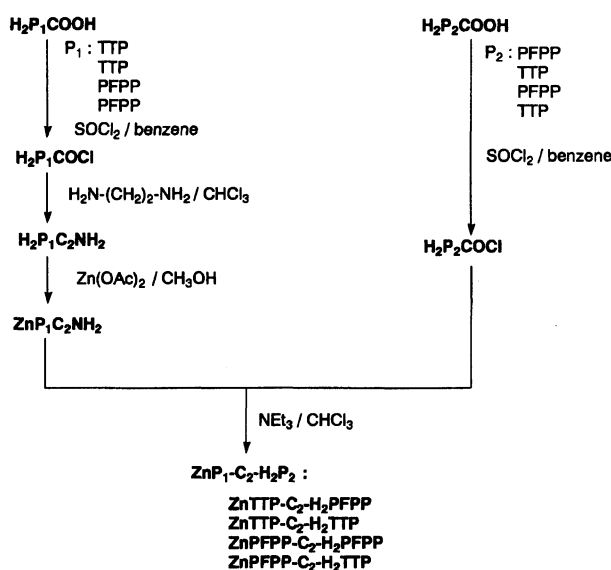 H₂P₁COOH
P₁ : TTP
TTP
PFPP
PFPP
SOCl₂ / benzene
H₂P₁COCl
H₂N-(CH₂)₂-NH₂ / CHCl₃
H₂P₁C₂NH₂
Zn(OAc)₂ / CH₃OH
ZnP₁C₂NH₂
H₂P₂COOH
P₂ : PFPP
TTP
PFPP
TTP
SOCl₂ / benzene
H₂P₂COCl
NEt₃ / CHCl₃
ZnP₁-C₂-H₂P₂ :
ZnTTP-C₂-H₂PFPP
ZnTTP-C₂-H₂TTP
ZnPFPP-C₂-H₂PFPP
ZnPFPP-C₂-H₂TTP